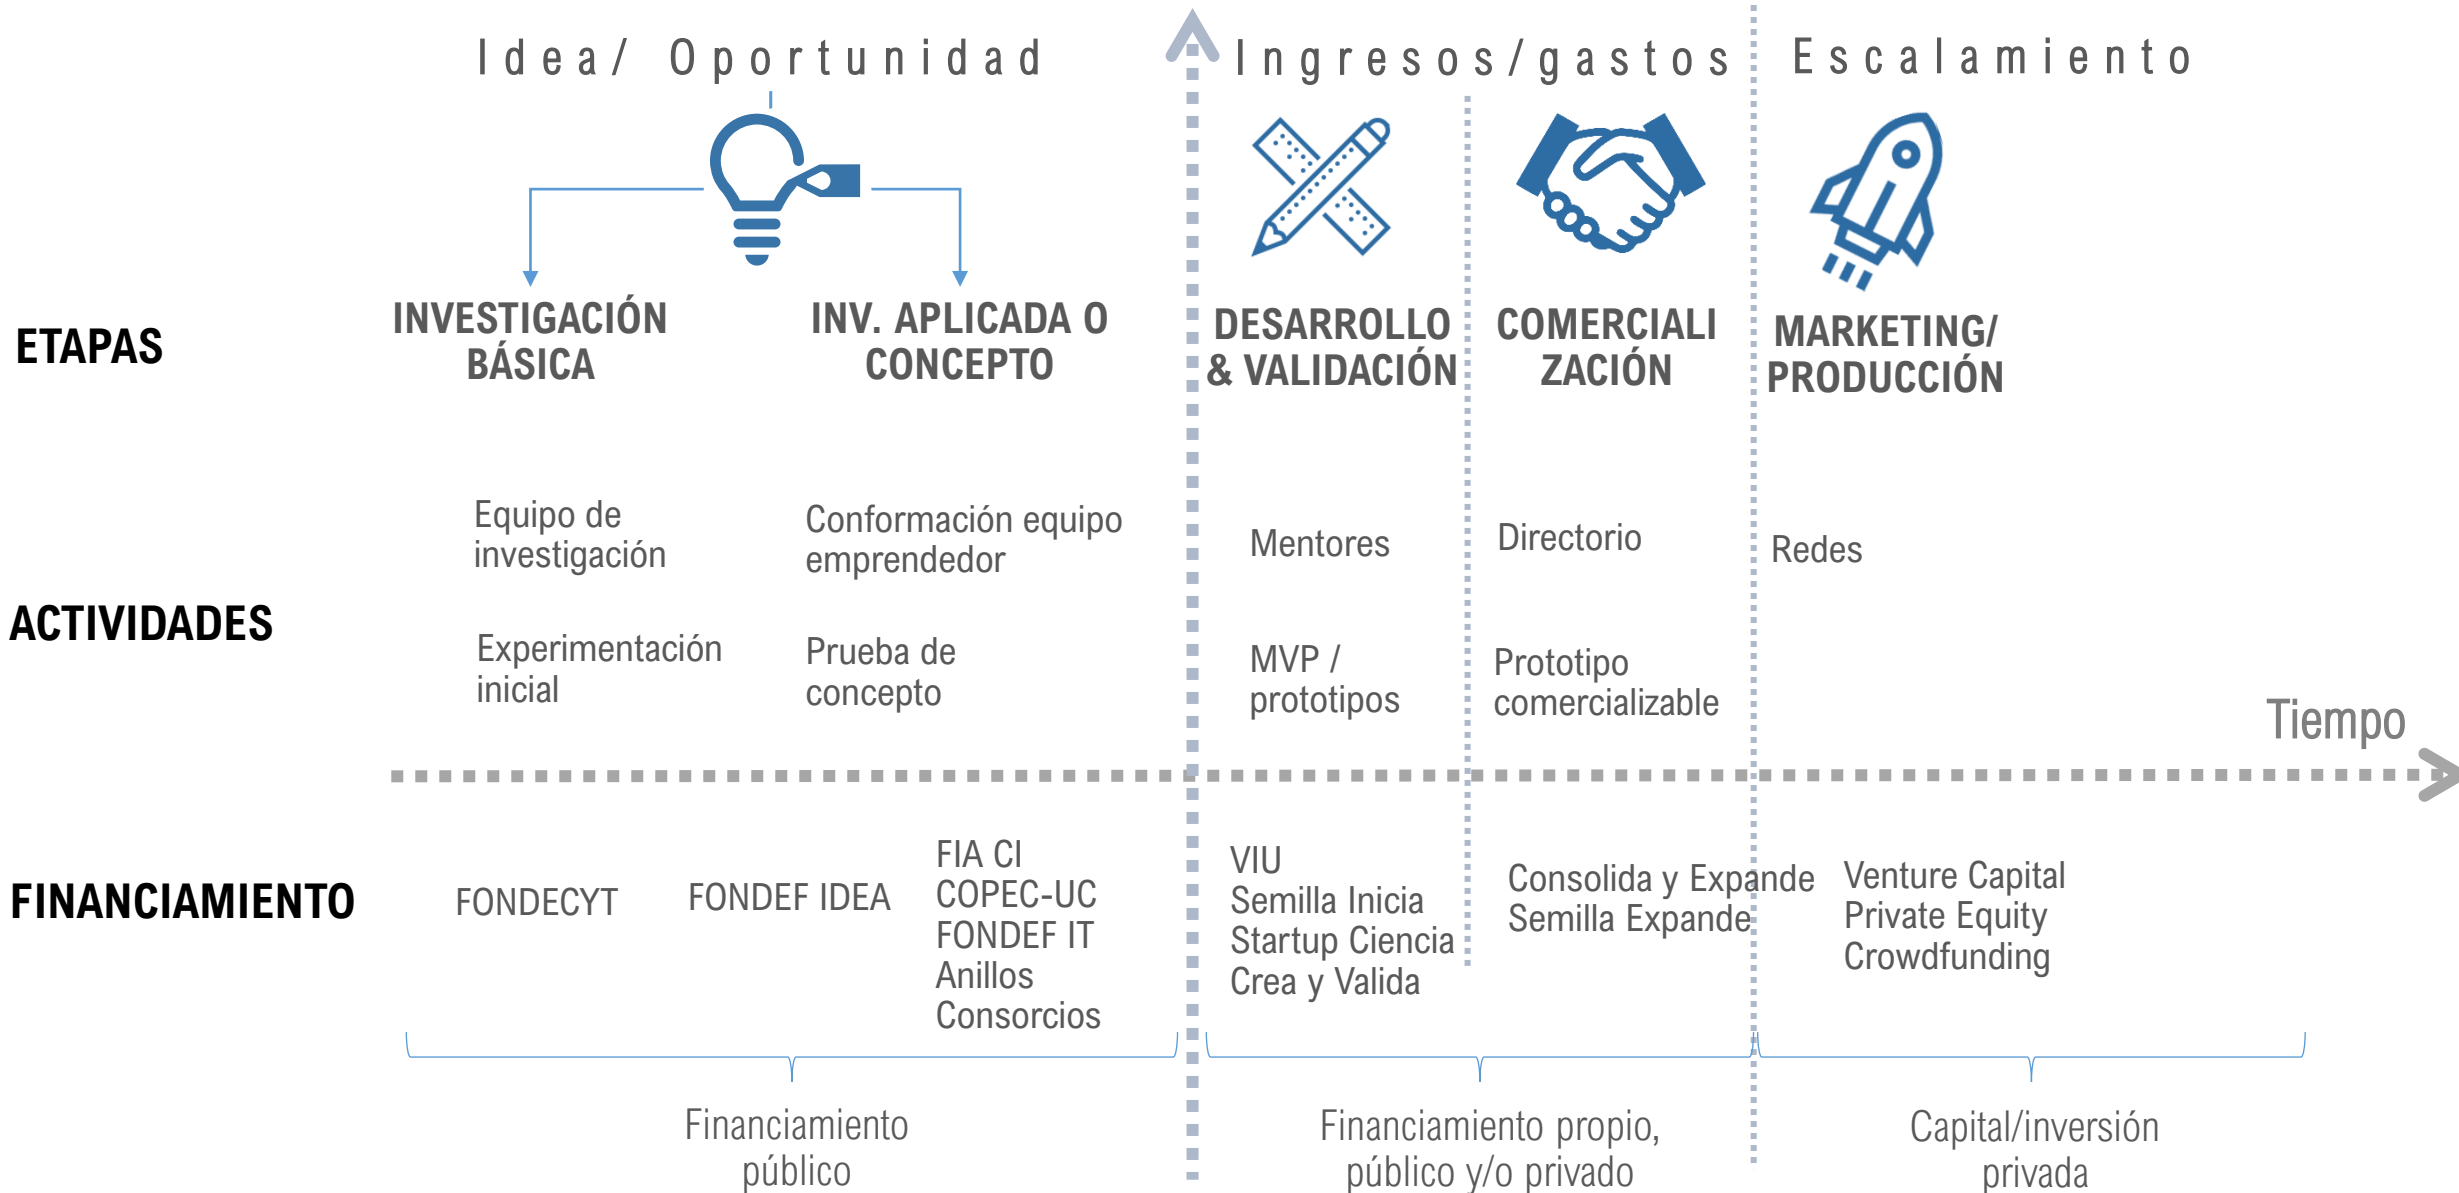 Idea/ Oportunidad
Ingresos/gastos
Escalamiento
ETAPAS
INVESTIGACIÓN
BÁSICA
INV. APLICADA O
CONCEPTO
DESARROLLO
& VALIDACIÓN
COMERCIALI
ZACIÓN
MARKETING/
PRODUCCIÓN
ACTIVIDADES
Equipo de
investigación
Conformación equipo
emprendedor
Mentores
Directorio
Redes
Experimentación
inicial
Prueba de
concepto
MVP /
prototipos
Prototipo
comercializable
Tiempo
FINANCIAMIENTO
FONDECYT
FONDEF IDEA
FIA CI
COPEC-UC
FONDEF IT
Anillos
Consorcios
VIU
Semilla Inicia
Startup Ciencia
Crea y Valida
Consolida y Expande
Semilla Expande
Venture Capital
Private Equity
Crowdfunding
Financiamiento
público
Financiamiento propio,
público y/o privado
Capital/inversión
privada